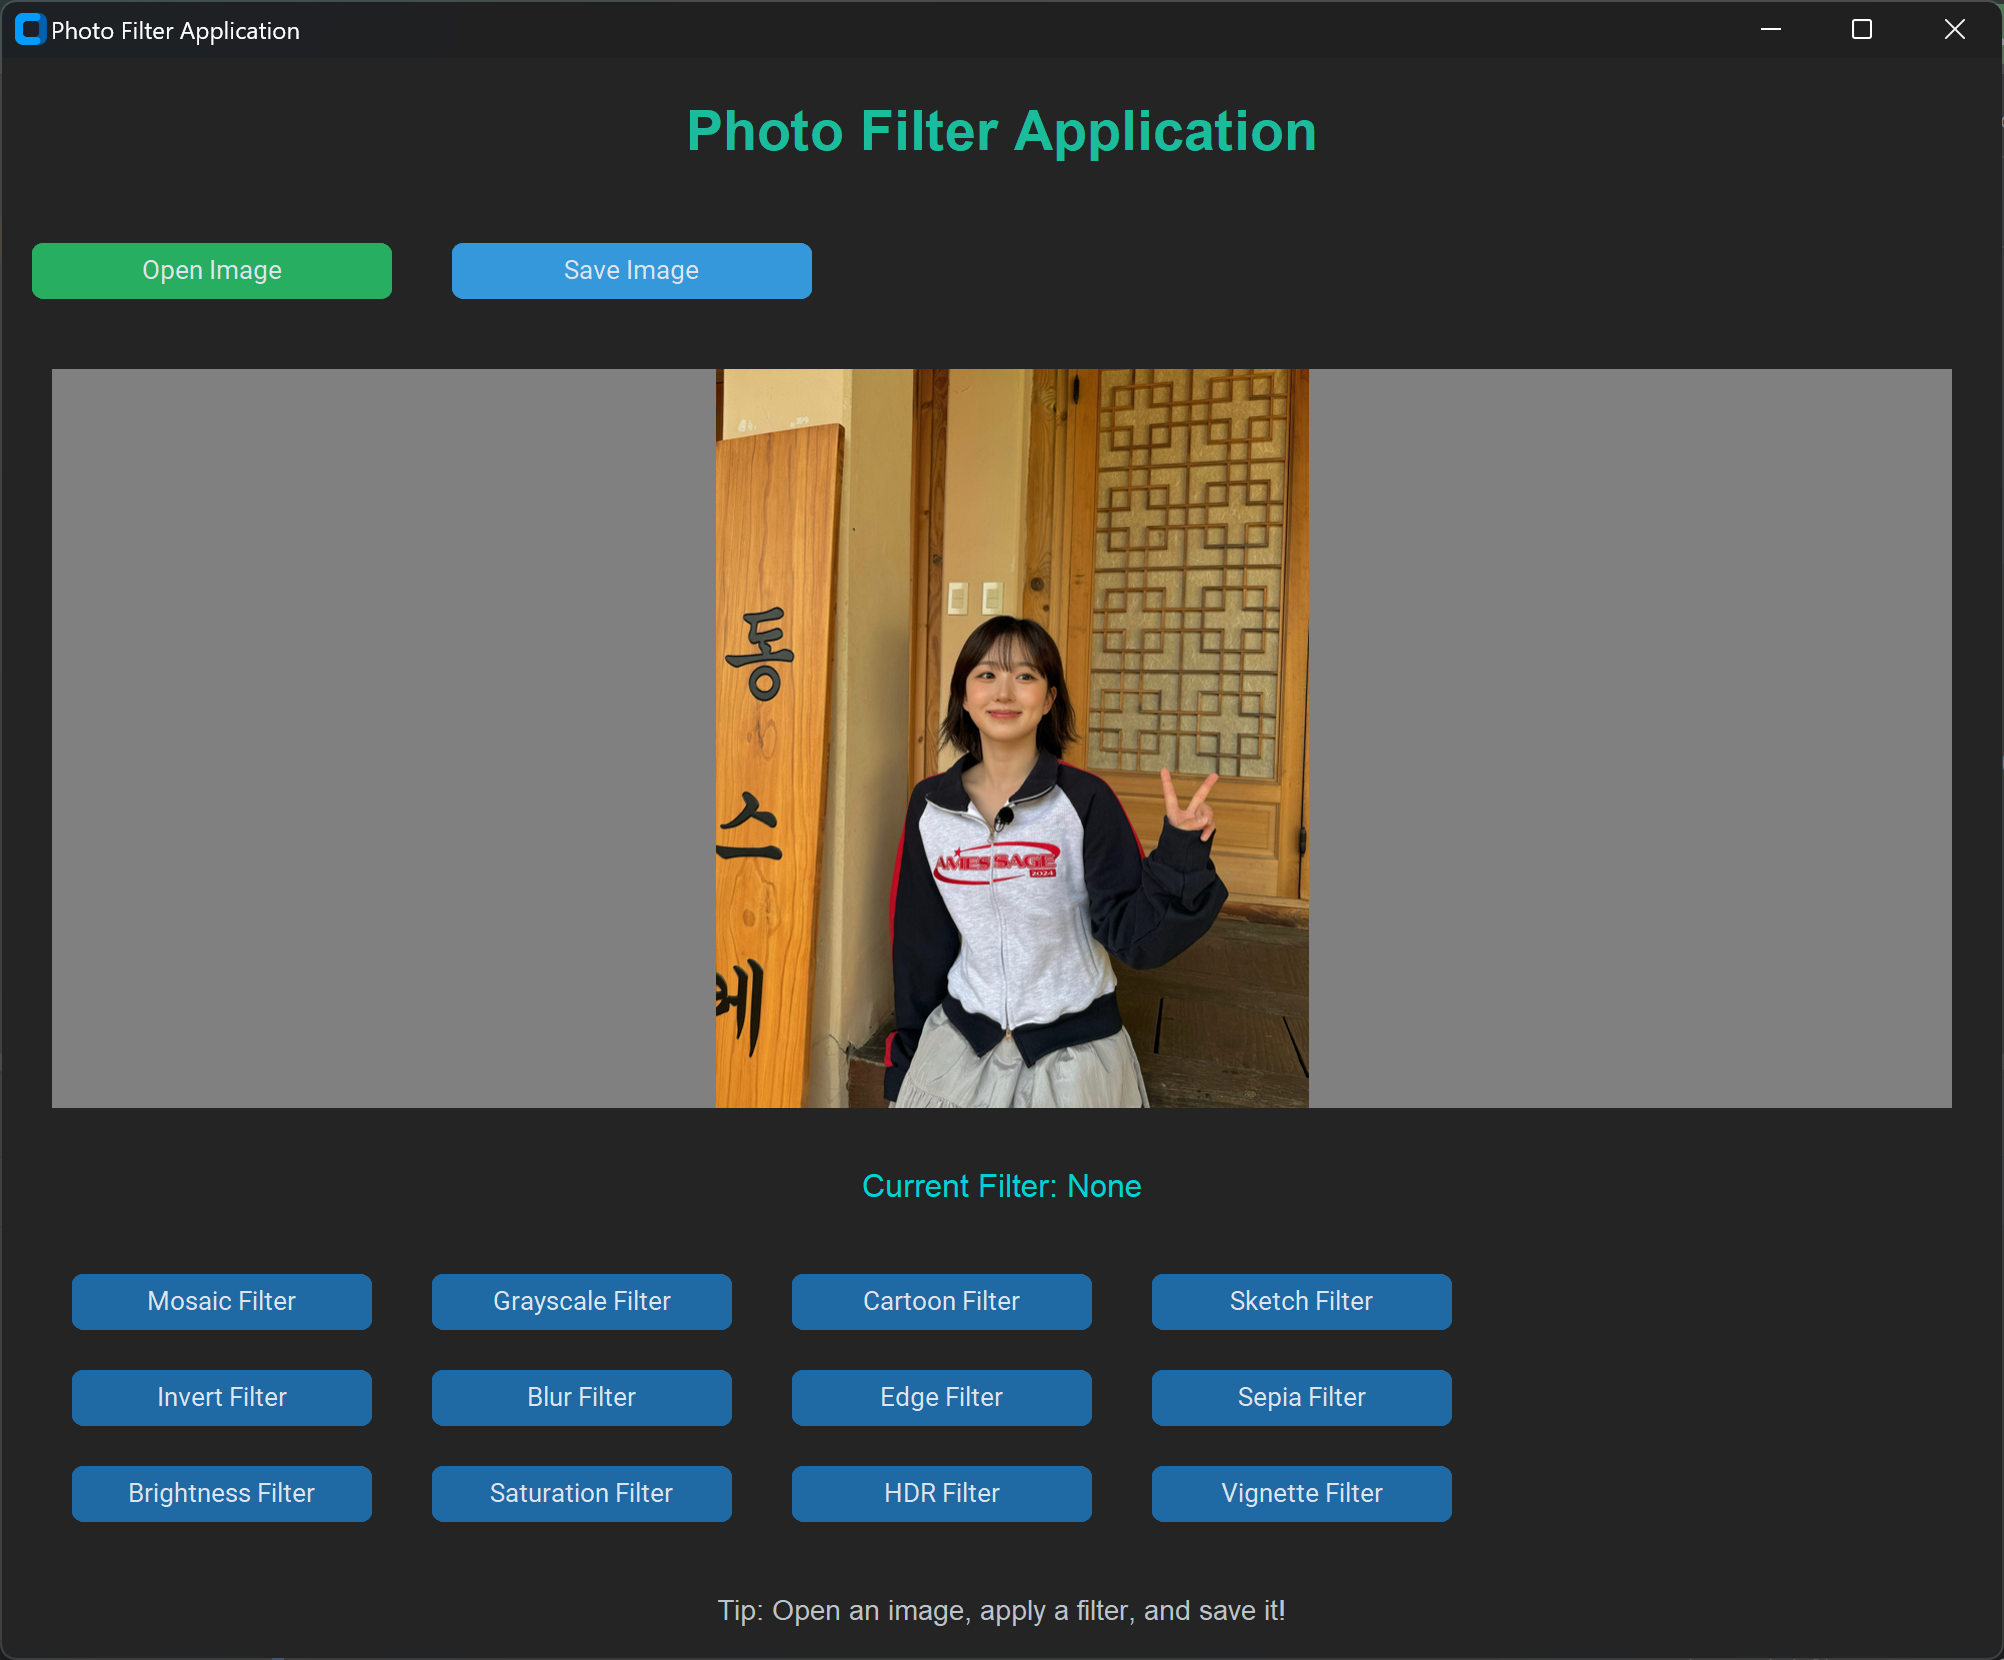 Photo Filter Application
Photo Filter Application
Open Image
Save Image
동
스
베
AMESSAGE
2024
Current Filter: None
Mosaic Filter
Grayscale Filter
Cartoon Filter
Sketch Filter
Invert Filter
Blur Filter
Edge Filter
Sepia Filter
Brightness Filter
Saturation Filter
HDR Filter
Vignette Filter
Tip: Open an image, apply a filter, and save it!